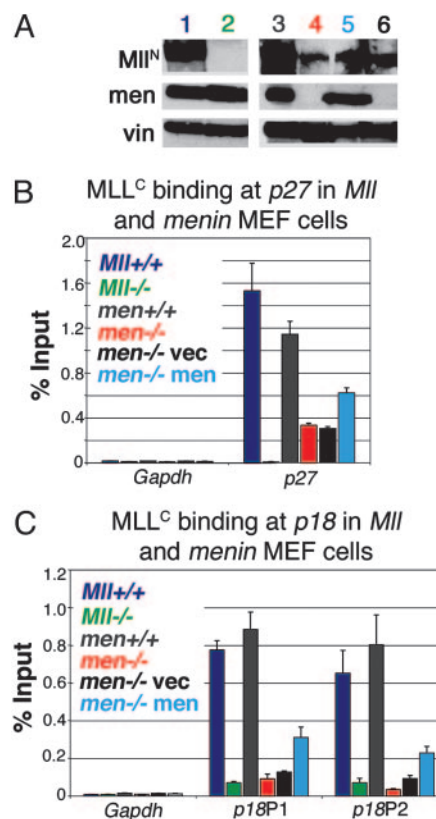 A
1 2 3 4 5 6
Mll^N
men
vin
B
MLL^C binding at p27 in Mll
and menin MEF cells
2.0
1.6
1.2
0.8
0.4
0
% Input
Mll+/+
Mll-/-
men+/+
men-/-
men-/- vec
men-/- men
Gapdh p27
C
MLL^C binding at p18 in Mll
and menin MEF cells
1.2
1.0
0.8
0.6
0.4
0.2
0
% Input
Mll+/+
Mll-/-
men+/+
men-/-
men-/- vec
men-/- men
Gapdh p18P1 p18P2